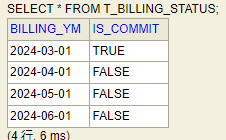 SELECT * FROM T_BILLING_STATUS;
BILLING_YM IS_COMMIT
2024-03-01 TRUE
2024-04-01 FALSE
2024-05-01 FALSE
2024-06-01 FALSE
(4 行, 6 ms)